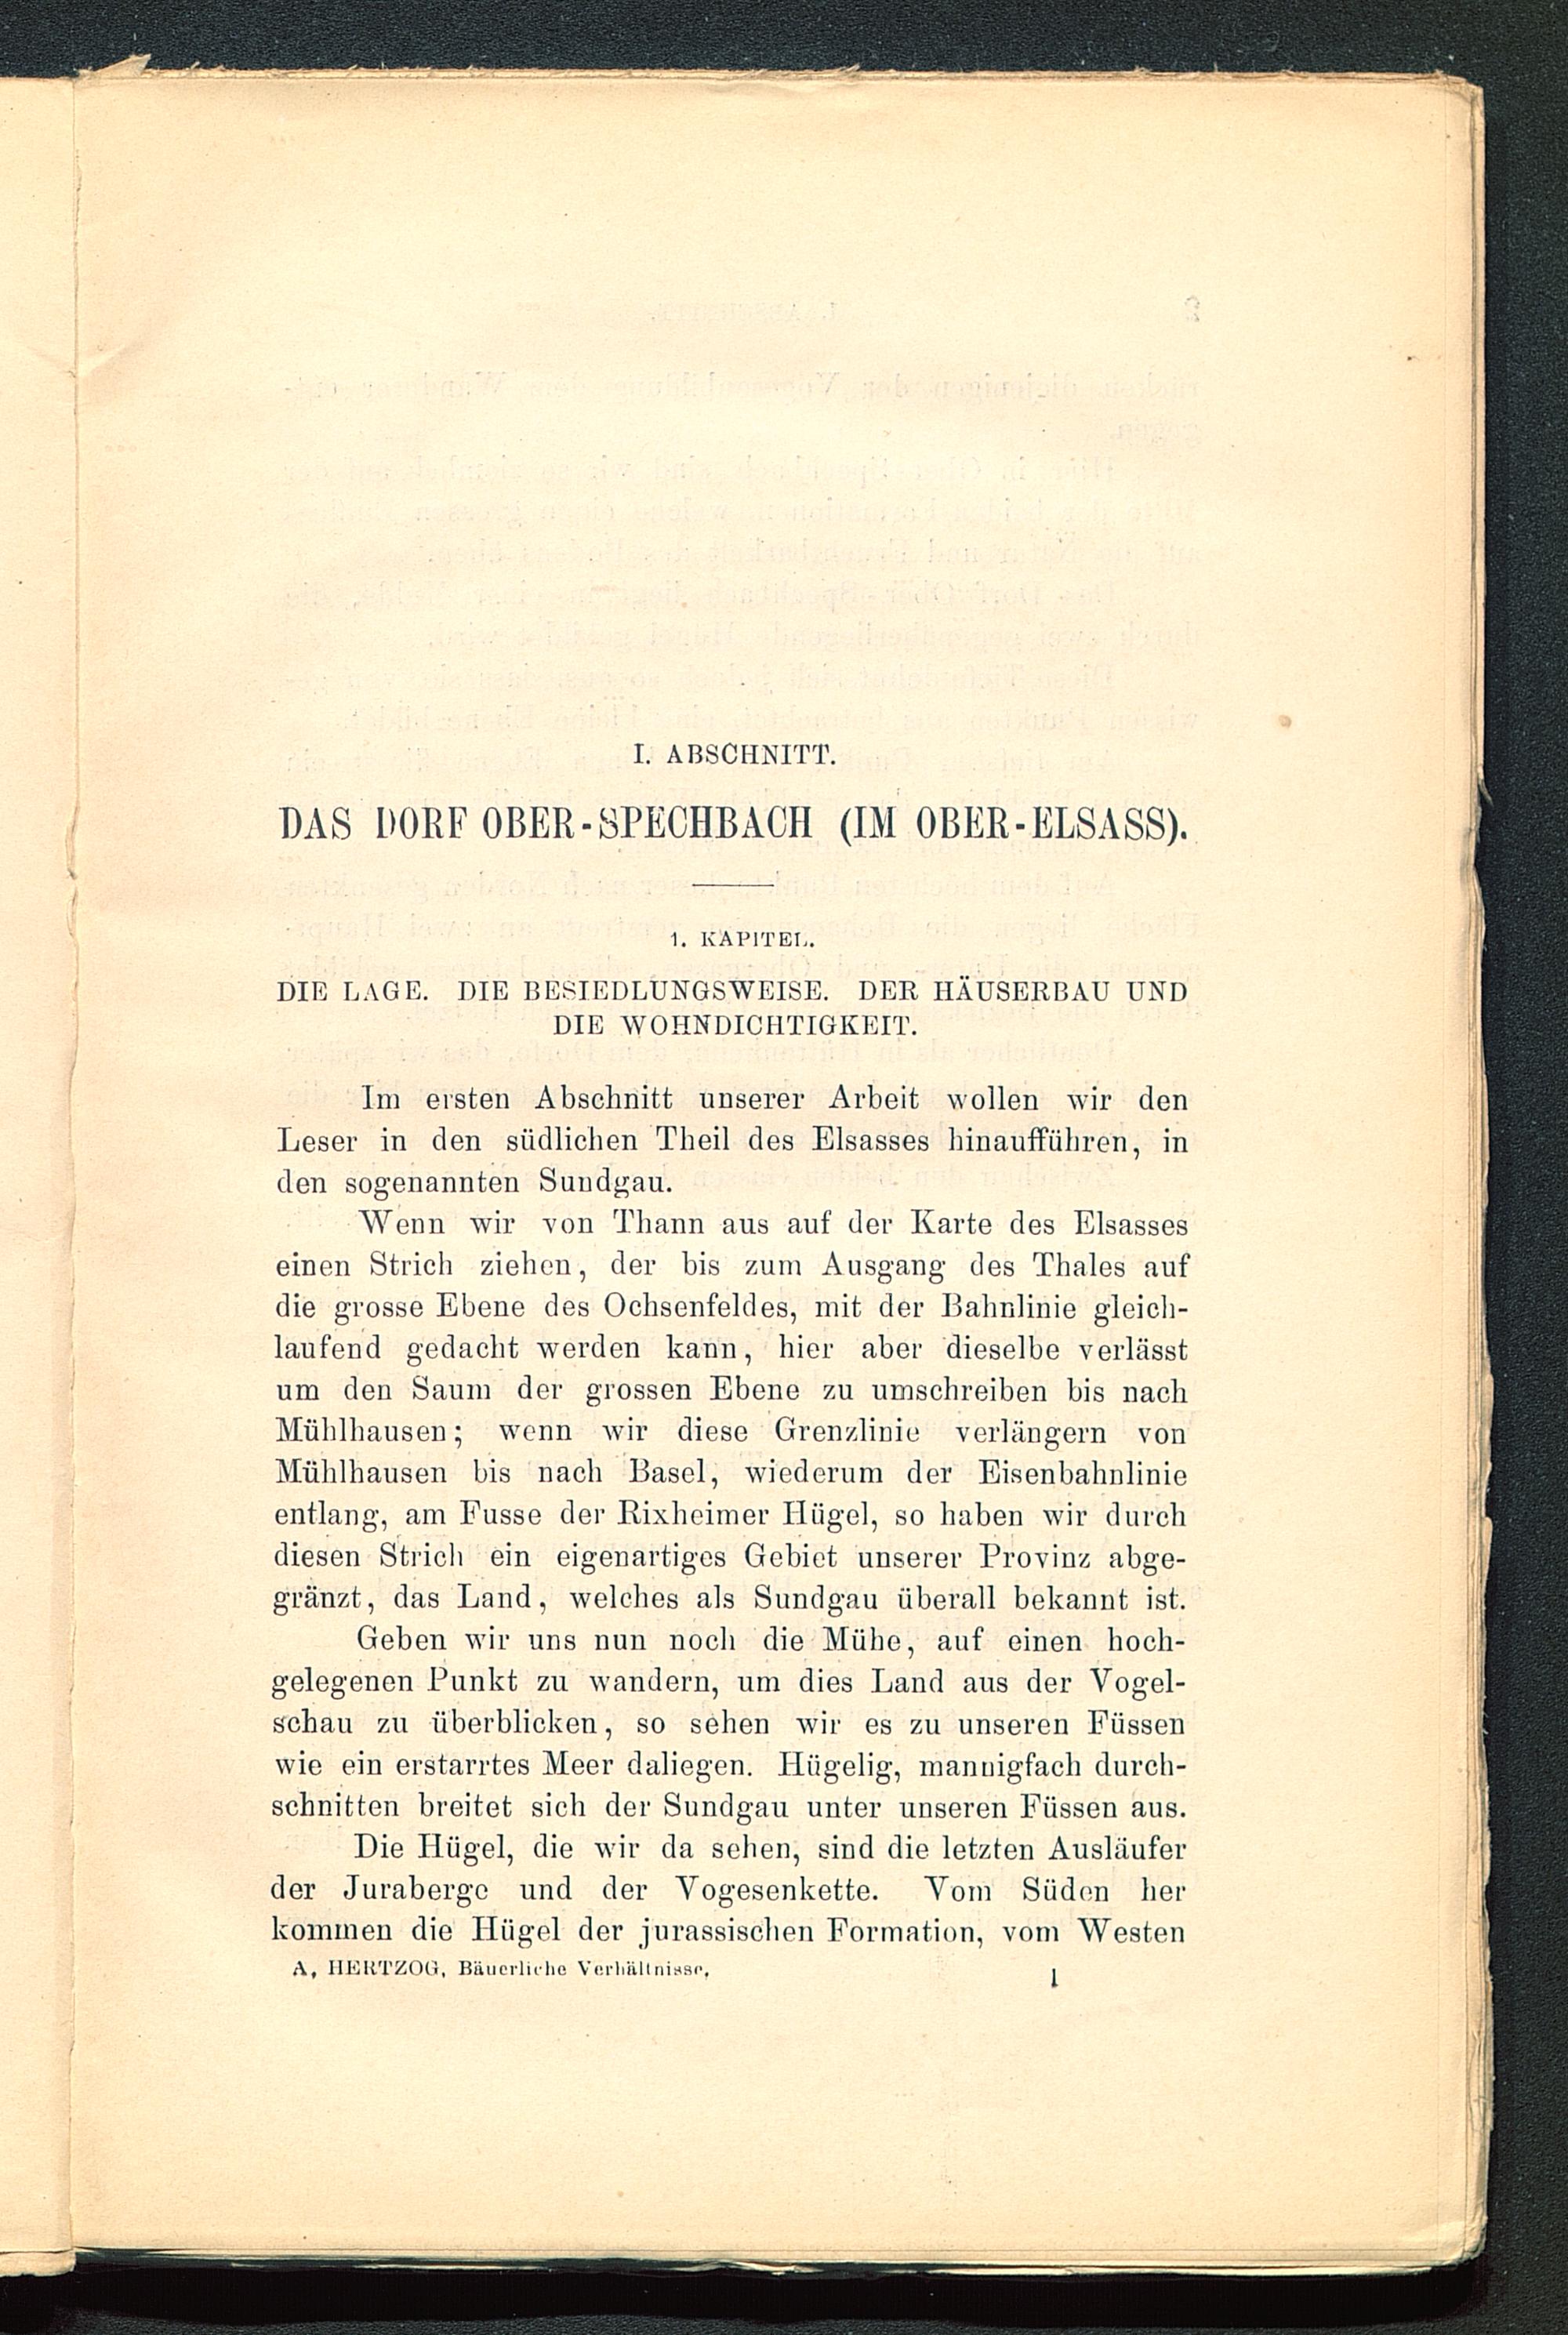 I. ABSCHNITT.
DAS DORF OBER-SPECHBACH (IM OBER-ELSASS).
1. KAPITEL.
DIE LAGE. DIE BESIEDLUNGSWEISE. DER HÄUSERBAU UND
DIE WOHNDICHTIGKEIT.
Im ersten Abschnitt unserer Arbeit wollen wir den
Leser in den südlichen Theil des Elsasses hinaufführen, in
den sogenannten Sundgau.
Wenn wir von Thann aus auf der Karte des Elsasses
einen Strich ziehen, der bis zum Ausgang des Thales auf
die grosse Ebene des Ochsenfeldes, mit der Bahnlinie gleich-
laufend gedacht werden kann, hier aber dieselbe verlässt
um den Saum der grossen Ebene zu umschreiben bis nach
Mühlhausen; wenn wir diese Grenzlinie verlängern von
Mühlhausen bis nach Basel, wiederum der Eisenbahnlinie
entlang, am Fusse der Rixheimer Hügel, so haben wir durch
diesen Strich ein eigenartiges Gebiet unserer Provinz abge-
gränzt, das Land, welches als Sundgau überall bekannt ist.
Geben wir uns nun noch die Mühe, auf einen hoch-
gelegenen Punkt zu wandern, um dies Land aus der Vogel-
schau zu überblicken, so sehen wir es zu unseren Füssen
wie ein erstarrtes Meer daliegen. Hügelig, mannigfach durch-
schnitten breitet sich der Sundgau unter unseren Füssen aus.
Die Hügel, die wir da sehen, sind die letzten Ausläufer
der Juraberge und der Vogesenkette. Vom Süden her
kommen die Hügel der jurassischen Formation, vom Westen
A, HERTZOG, Bäuerliche Verhältnisse, 1